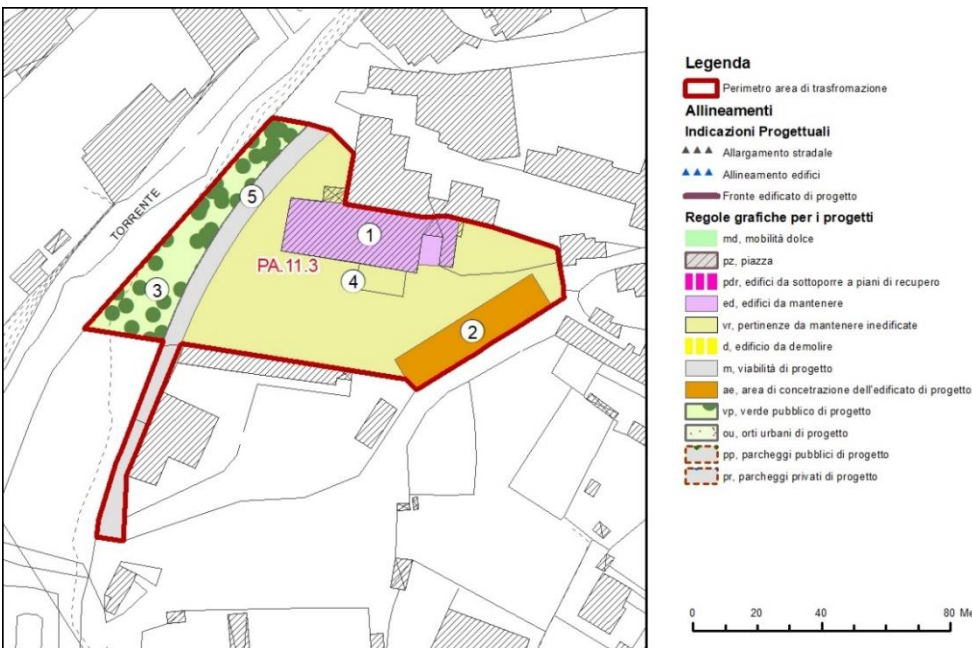 TORRENTE
5
1
PA.11.3
4
3
2
Legenda
Perimetro area di trasfromazione
Allineamenti
Indicazioni Progettuali
Allargamento stradale
Allineamento edifici
Fronte edificato di progetto
Regole grafiche per i progetti
md, mobilità dolce
pz, piazza
pdr, edifici da sottoporre a piani di recupero
ed, edifici da mantenere
vr, pertinenze da mantenere inedificate
d, edificio da demolire
m, viabilità di progetto
ae, area di concetrazione dell'edificato di progetto
vp, verde pubblico di progetto
ou, orti urbani di progetto
pp, parcheggi pubblici di progetto
pr, parcheggi privati di progetto
0 20 40 80 Me